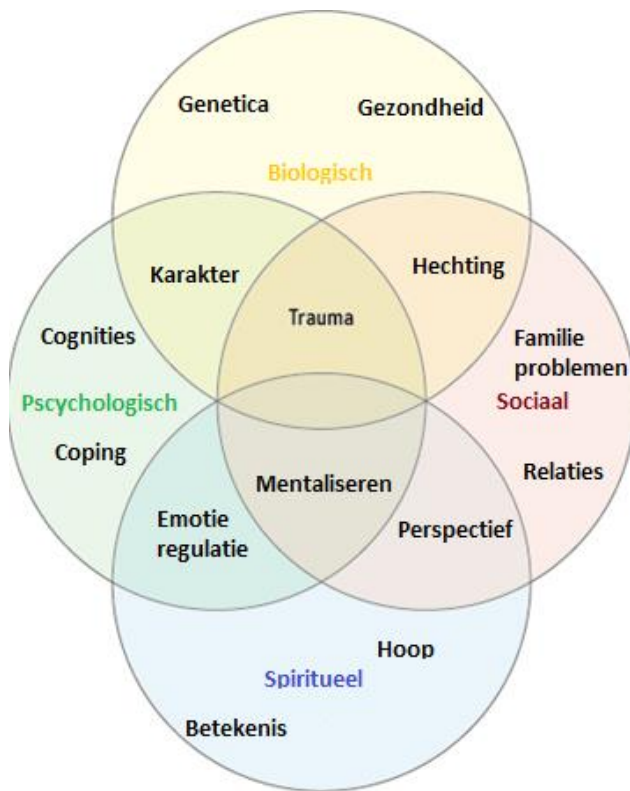 Genetica
Gezondheid
Biologisch
Karakter
Hechting
Trauma
Cognities
Familie
problemen
Pscychologisch
Sociaal
Coping
Relaties
Mentaliseren
Emotie
regulatie
Perspectief
Hoop
Spiritueel
Betekenis